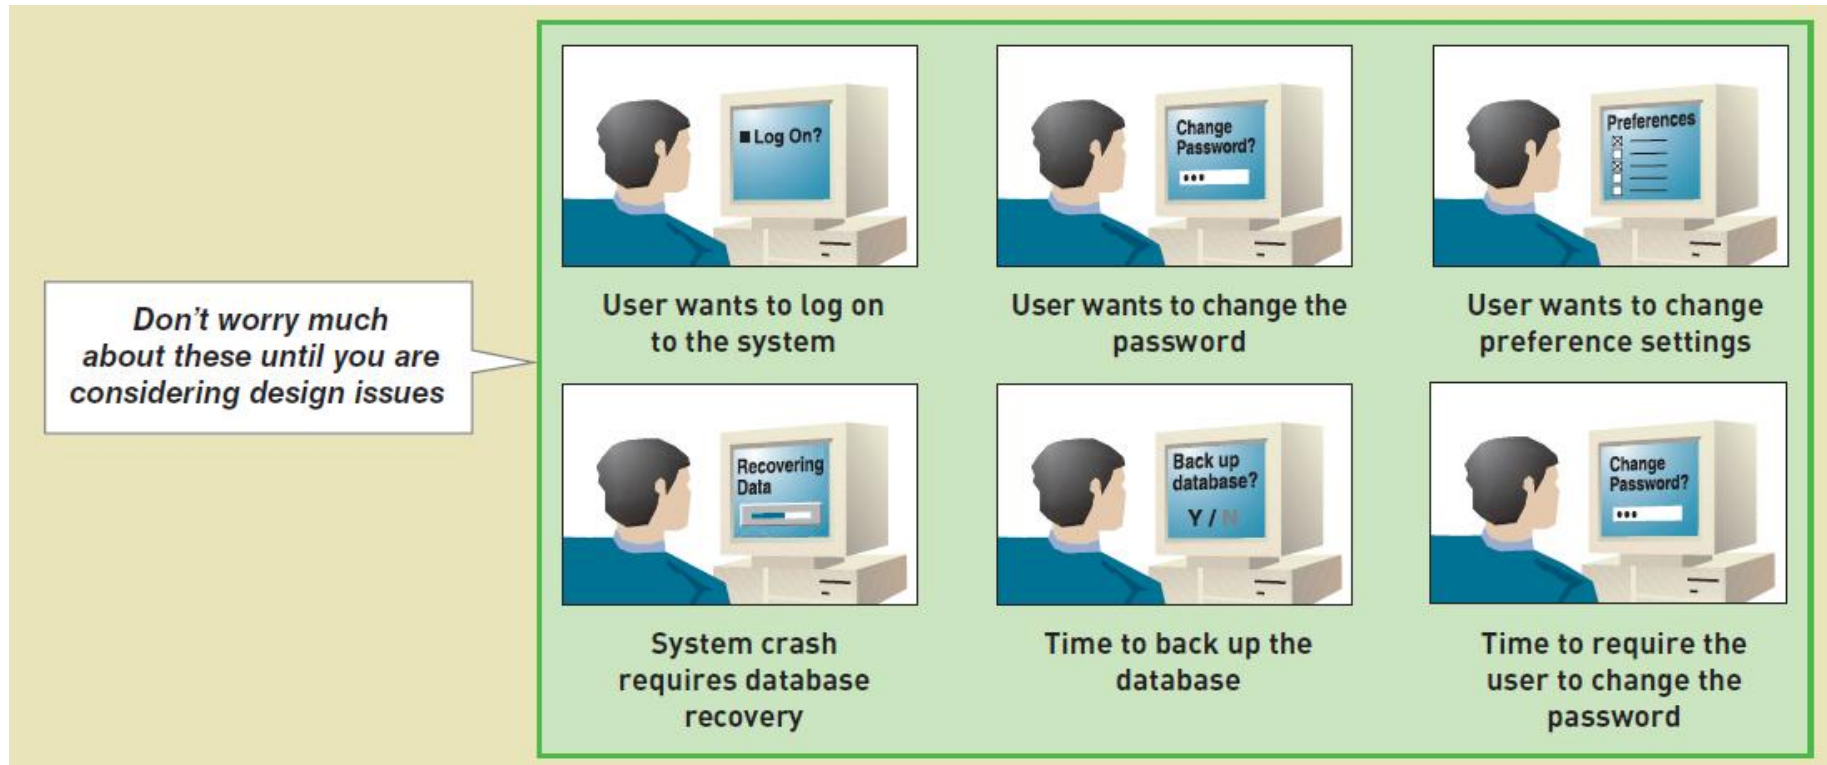 Don't worry much
about these until you are
considering design issues
Log On?
User wants to log on
to the system
Change
Password?
User wants to change the
password
Preferences
User wants to change
preference settings
Recovering
Data
System crash
requires database
recovery
Back up
database?
Y / N
Time to back up the
database
Change
Password?
Time to require the
user to change the
password